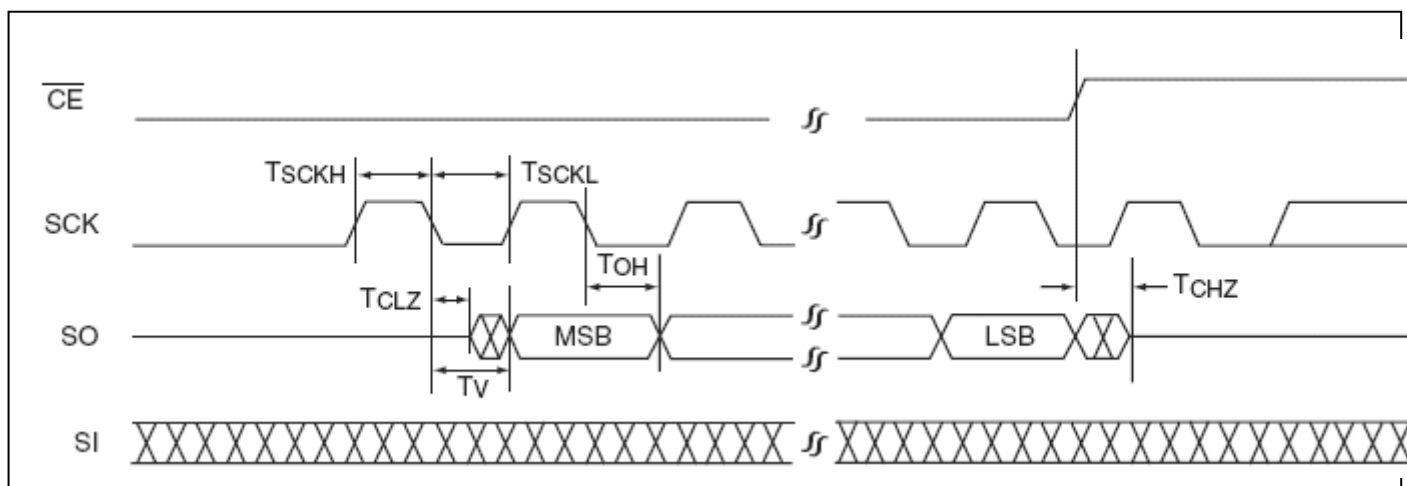 CE
TSCKH
TSCKL
SCK
TOH
TCLZ
TCHZ
SO
MSB
LSB
TV
SI